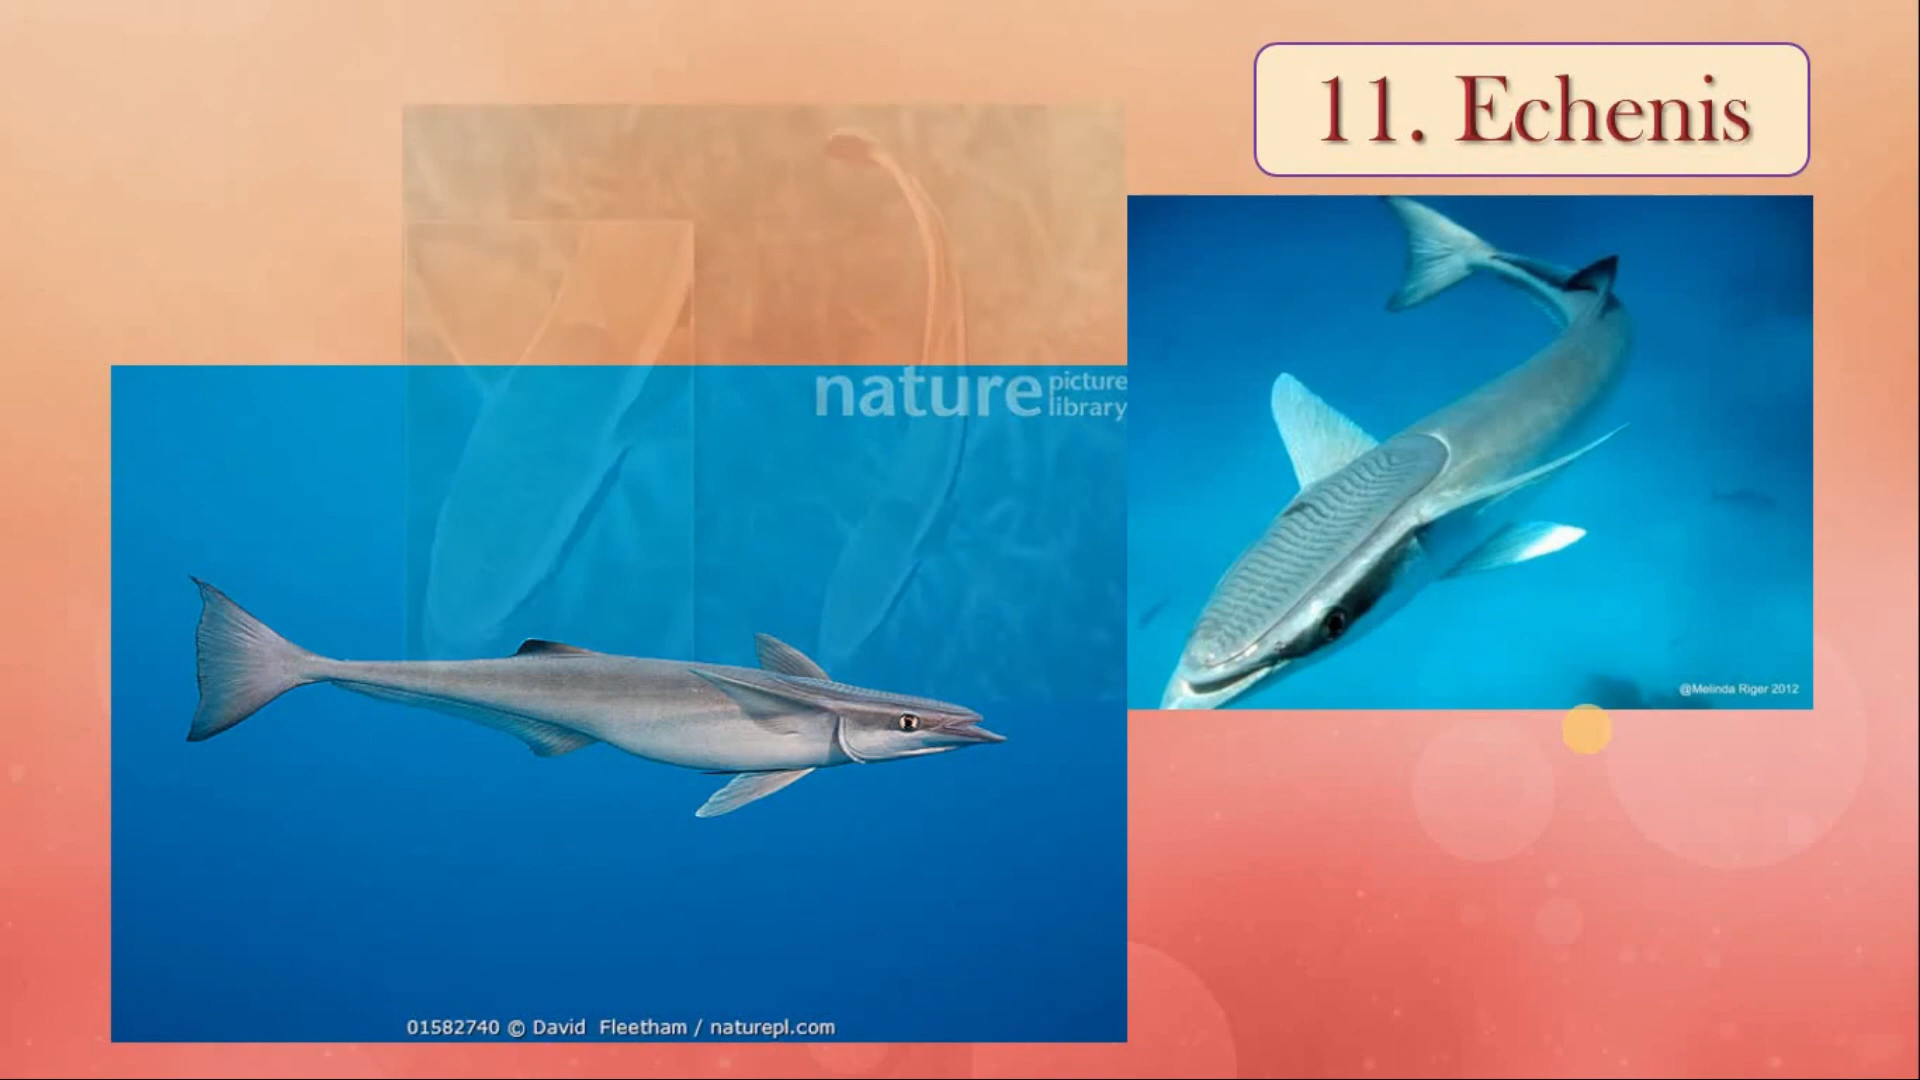 11. Echenis
nature picture library
@Melinda Riger 2012
01582740 © David Fleetham / naturepl.com